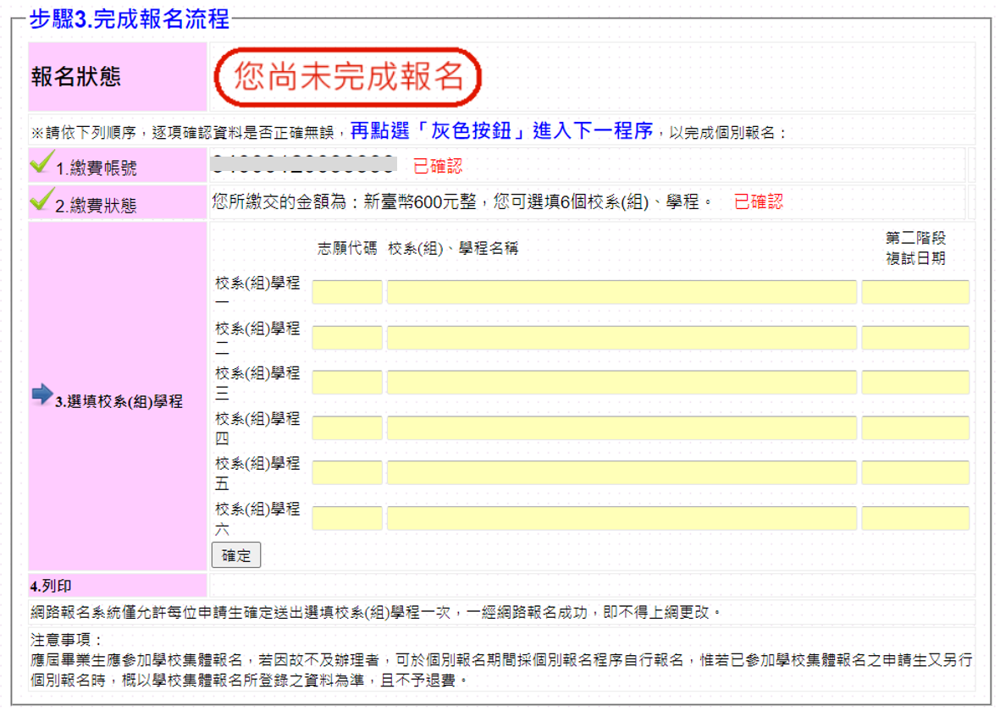 步驟3.完成報名流程
報名狀態
您尚未完成報名
※請依下列順序，逐項確認資料是否正確無誤，再點選「灰色按鈕」進入下一程序，以完成個別報名：
1.繳費帳號
已確認
2.繳費狀態
您所繳交的金額為：新臺幣600元整，您可選填6個校系(組)、學程。 已確認
3.選填校系(組)學程
志願代碼 校系(組)、學程名稱
第二階段
複試日期
校系(組)學程
一
校系(組)學程
二
校系(組)學程
三
校系(組)學程
四
校系(組)學程
五
校系(組)學程
六
確定
4.列印
網路報名系統僅允許每位申請生確定送出選填校系(組)學程一次，一經網路報名成功，即不得上網更改。
注意事項：
應屆畢業生應參加學校集體報名，若因故不及辦理者，可於個別報名期間採個別報名程序自行報名，惟若已參加學校集體報名之申請生又另行
個別報名時，概以學校集體報名所登錄之資料為準，且不予退費。